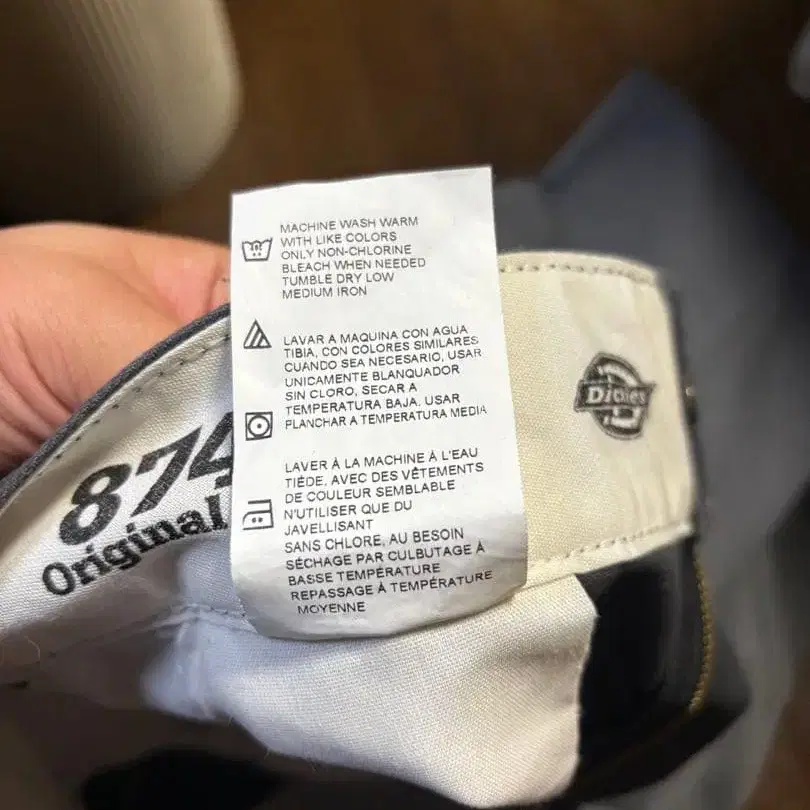 MACHINE WASH WARM
WITH LIKE COLORS
ONLY NON-CHLORINE
BLEACH WHEN NEEDED
TUMBLE DRY LOW
MEDIUM IRON
LAVAR A MAQUINA CON AGUA
TIBIA, CON COLORES SIMILARES
CUANDO SEA NECESARIO, USAR
UNICAMENTE BLANQUADOR
SIN CLORO, SECAR A
TEMPERATURA BAJA. USAR
PLANCHAR A TEMPERATURA MEDIA
LAVER À LA MACHINE À L'EAU
TIÈDE, AVEC DES VÊTEMENTS
DE COULEUR SEMBLABLE
N'UTILISER QUE DU
JAVELLISANT
SANS CHLORE, AU BESOIN
SÉCHAGE PAR CULBUTAGE À
BASSE TEMPÉRATURE
REPASSAGE À TEMPÉRATURE
MOYENNE
874
Original
Dickies